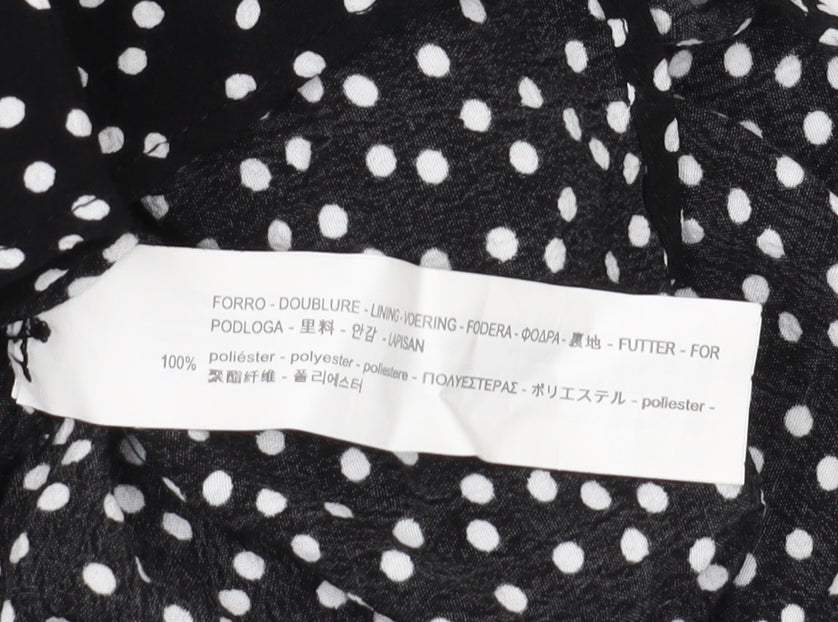 FORRO - DOUBLURE - LINING - VOERING - FODERA - ΦΟΔΡΑ - 裏地 - FUTTER - FOR
PODLOGA - 里料 - 안감 - LAPISAN
100% poliéster - polyester - poliestere - ΠΟΛΥΕΣΤΕΡΑΣ - ポリエステル - poliester -
聚酯纤维 - 폴리에스터